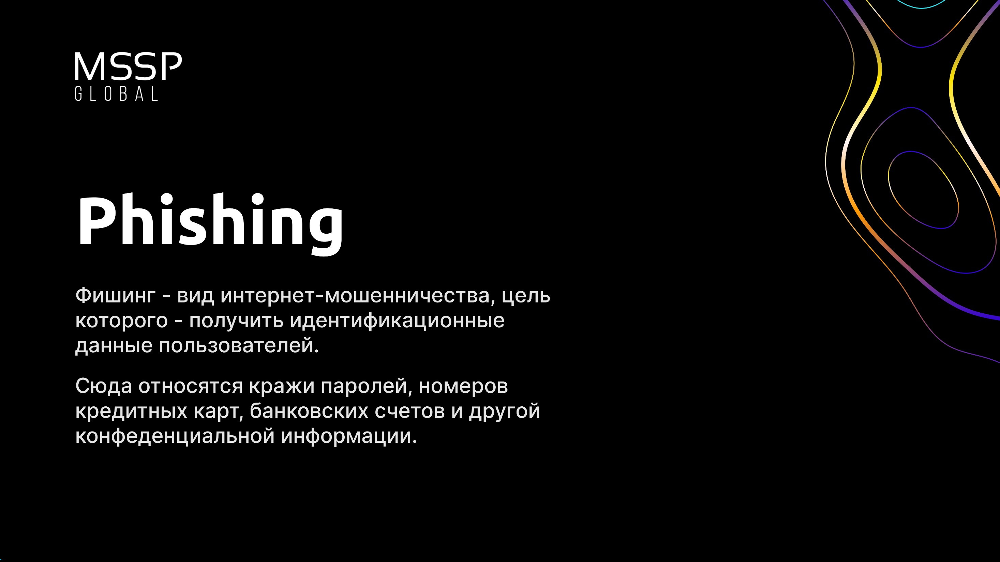 MSSP
GLOBAL
Phishing
Фишинг - вид интернет-мошенничества, цель
которого - получить идентификационные
данные пользователей.
Сюда относятся кражи паролей, номеров
кредитных карт, банковских счетов и другой
конфеденциальной информации.